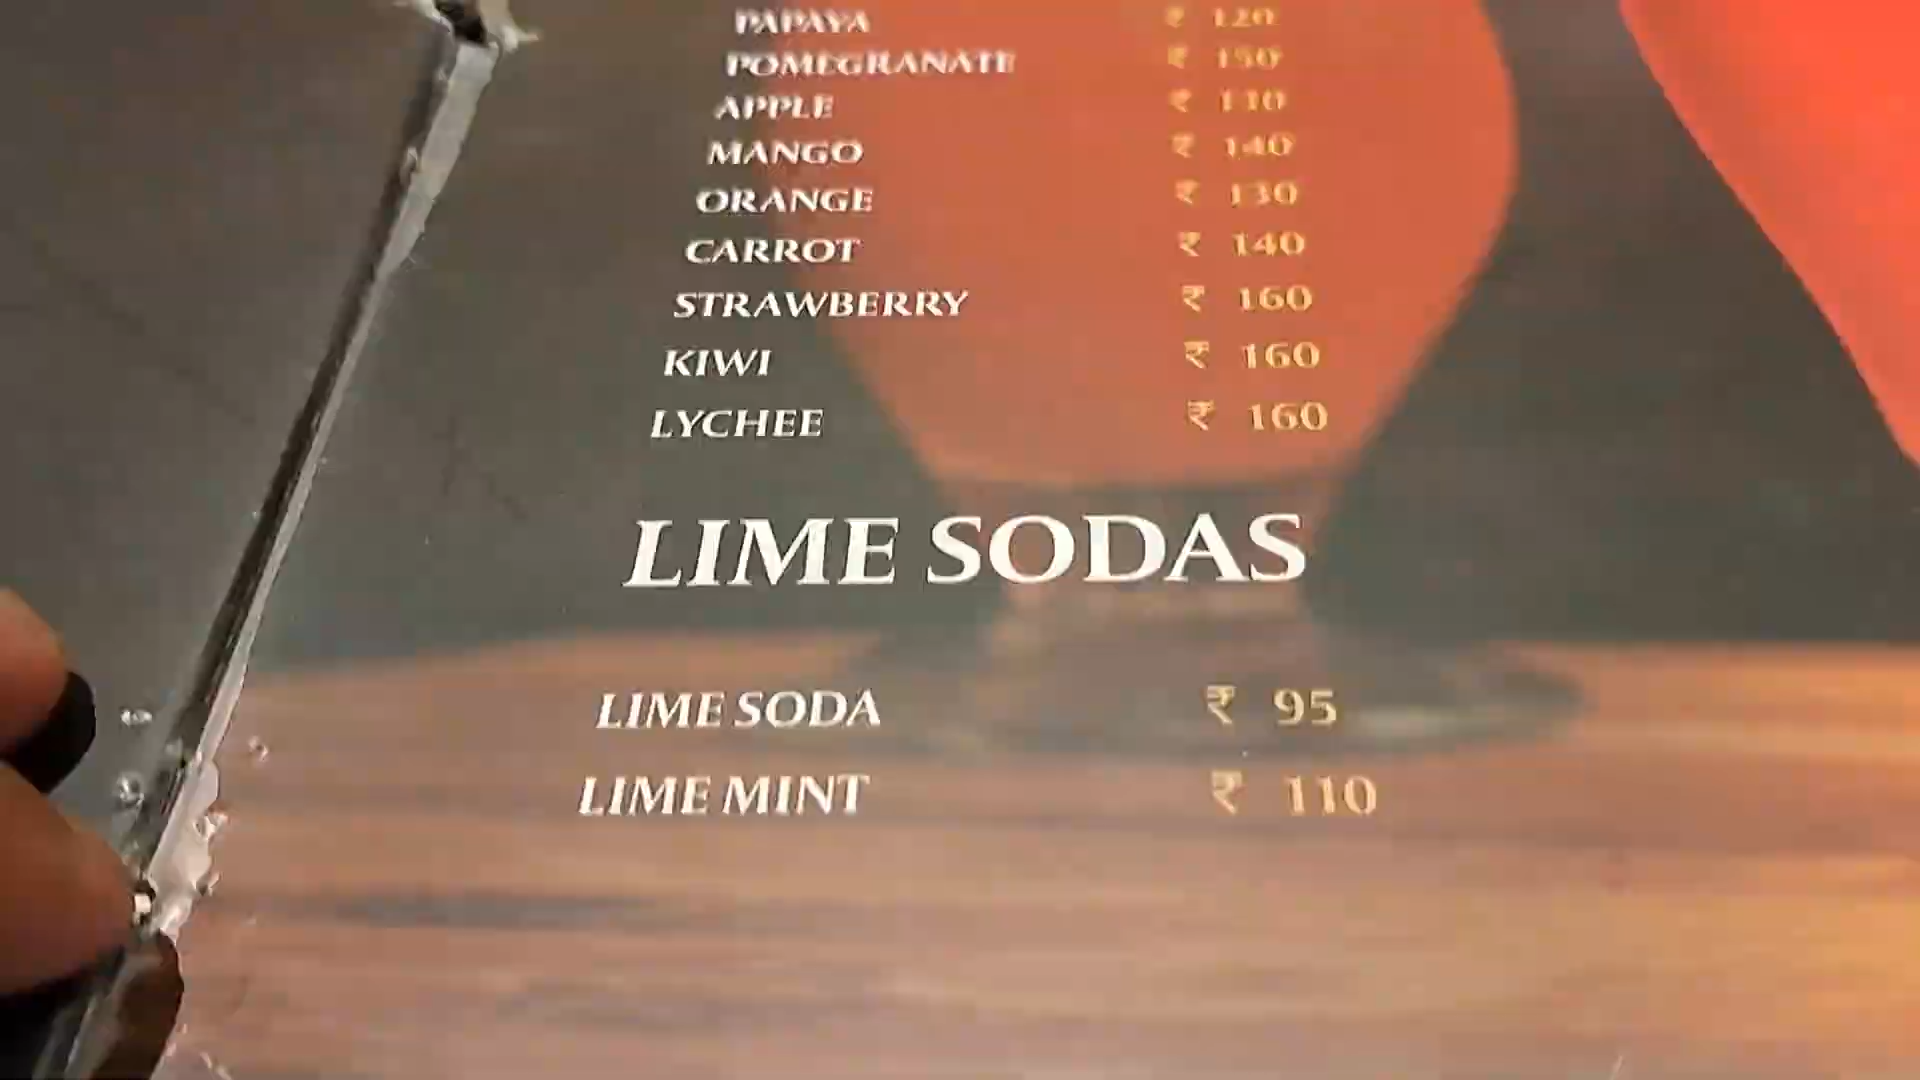 PAPAYA ₹ 120
POMEGRANATE ₹ 150
APPLE ₹ 130
MANGO ₹ 140
ORANGE ₹ 130
CARROT ₹ 140
STRAWBERRY ₹ 160
KIWI ₹ 160
LYCHEE ₹ 160
LIME SODAS
LIME SODA ₹ 95
LIME MINT ₹ 110